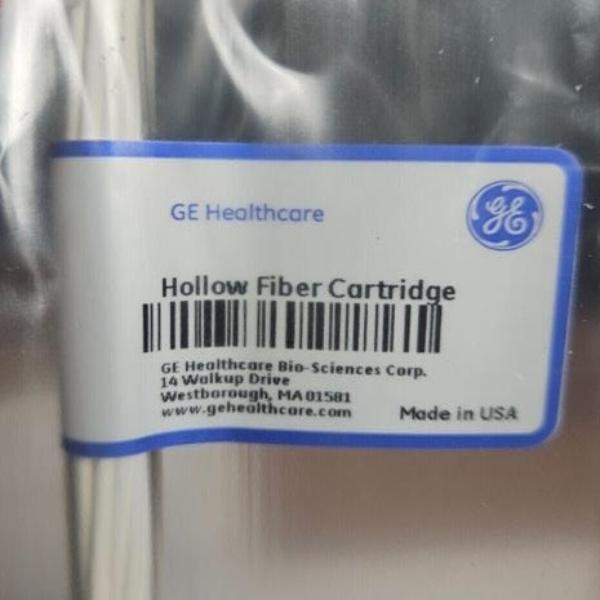 GE Healthcare
GE
Hollow Fiber Cartridge
GE Healthcare Bio-Sciences Corp.
14 Walkup Drive
Westborough, MA 01581
www.gehealthcare.com
Made in USA